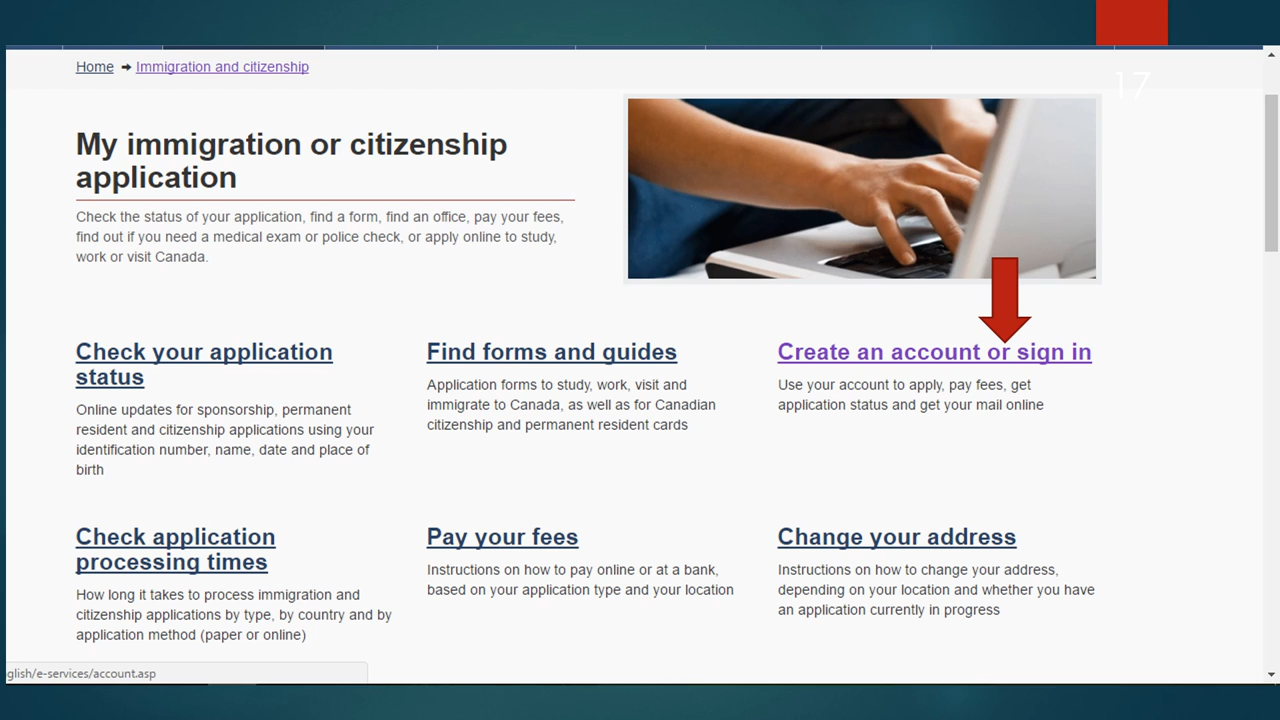 17
Home ➔ Immigration and citizenship
My immigration or citizenship
application
Check the status of your application, find a form, find an office, pay your fees,
find out if you need a medical exam or police check, or apply online to study,
work or visit Canada.
Check your application
status
Online updates for sponsorship, permanent
resident and citizenship applications using your
identification number, name, date and place of
birth
Find forms and guides
Application forms to study, work, visit and
immigrate to Canada, as well as for Canadian
citizenship and permanent resident cards
Create an account or sign in
Use your account to apply, pay fees, get
application status and get your mail online
Check application
processing times
How long it takes to process immigration and
citizenship applications by type, by country and by
application method (paper or online)
Pay your fees
Instructions on how to pay online or at a bank,
based on your application type and your location
Change your address
Instructions on how to change your address,
depending on your location and whether you have
an application currently in progress
glish/e-services/account.asp